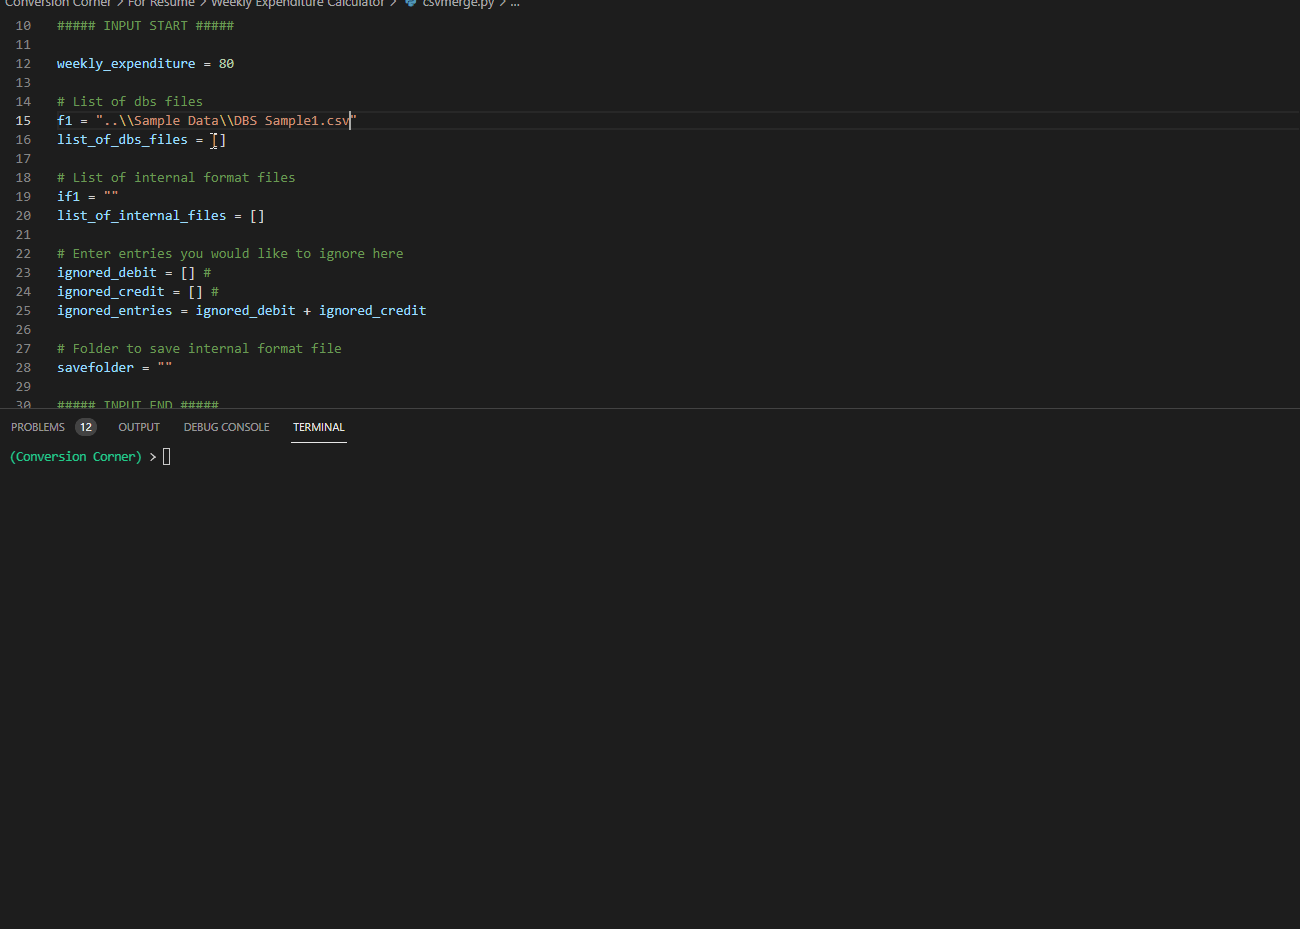 Conversion Corner > For Resume > Weekly Expenditure Calculator > csvmerge.py > ...
10 ##### INPUT START #####
11
12 weekly_expenditure = 80
13
14 # List of dbs files
15 f1 = "..\\Sample Data\\DBS Sample1.csv"
16 list_of_dbs_files = []
17
18 # List of internal format files
19 if1 = ""
20 list_of_internal_files = []
21
22 # Enter entries you would like to ignore here
23 ignored_debit = [] #
24 ignored_credit = [] #
25 ignored_entries = ignored_debit + ignored_credit
26
27 # Folder to save internal format file
28 savefolder = ""
29
30 ##### INPUT END #####
PROBLEMS 12 OUTPUT DEBUG CONSOLE TERMINAL
(Conversion Corner) >